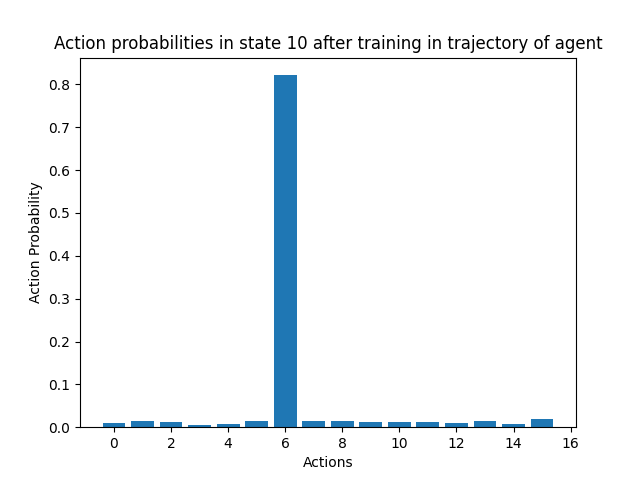 Action probabilities in state 10 after training in trajectory of agent
0.8
0.7
0.6
0.5
0.4
0.3
0.2
0.1
0.0
Action Probability
0 2 4 6 8 10 12 14 16
Actions